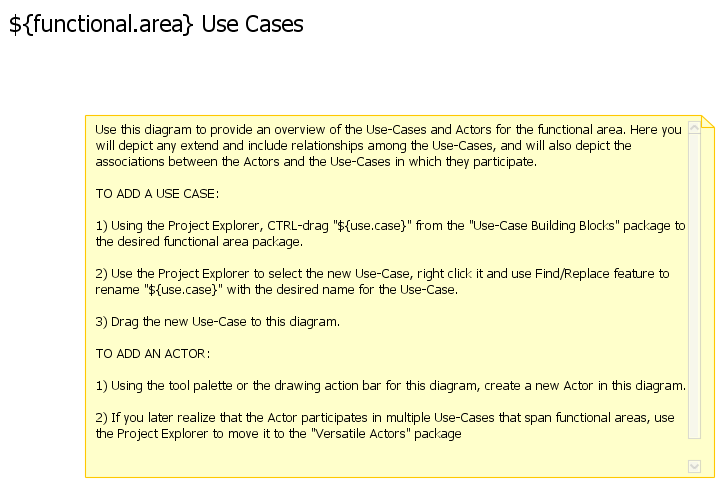 ${functional.area} Use Cases
Use this diagram to provide an overview of the Use-Cases and Actors for the functional area. Here you
will depict any extend and include relationships among the Use-Cases, and will also depict the
associations between the Actors and the Use-Cases in which they participate.
TO ADD A USE CASE:
1) Using the Project Explorer, CTRL-drag "${use.case}" from the "Use-Case Building Blocks" package to
the desired functional area package.
2) Use the Project Explorer to select the new Use-Case, right click it and use Find/Replace feature to
rename "${use.case}" with the desired name for the Use-Case.
3) Drag the new Use-Case to this diagram.
TO ADD AN ACTOR:
1) Using the tool palette or the drawing action bar for this diagram, create a new Actor in this diagram.
2) If you later realize that the Actor participates in multiple Use-Cases that span functional areas, use
the Project Explorer to move it to the "Versatile Actors" package